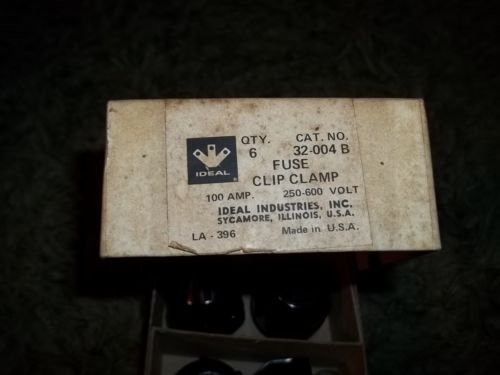 QTY. CAT. NO.
6 32-004 B
IDEAL
FUSE
CLIP CLAMP
100 AMP. 250-600 VOLT
IDEAL INDUSTRIES, INC.
SYCAMORE, ILLINOIS, U.S.A.
LA - 396 Made in U.S.A.